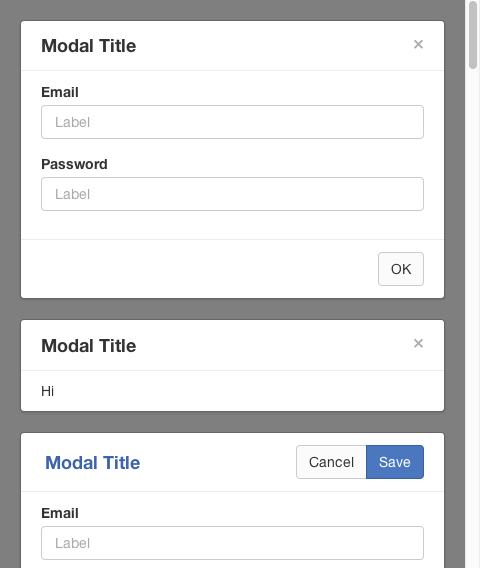 Modal Title ×
Email
Label
Password
Label
OK
Modal Title ×
Hi
Modal Title Cancel Save
Email
Label